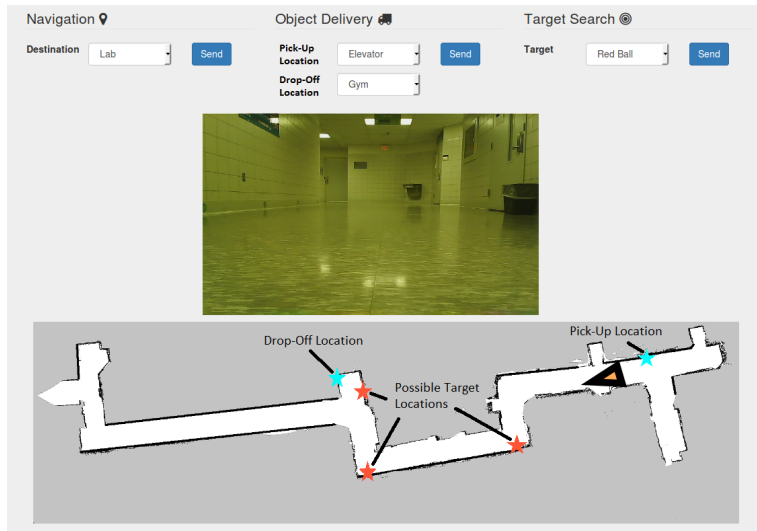 Navigation
Object Delivery
Target Search
Destination
Lab
Send
Pick-Up
Location
Elevator
Send
Target
Red Ball
Send
Drop-Off
Location
Gym
Drop-Off Location
Pick-Up Location
Possible Target
Locations